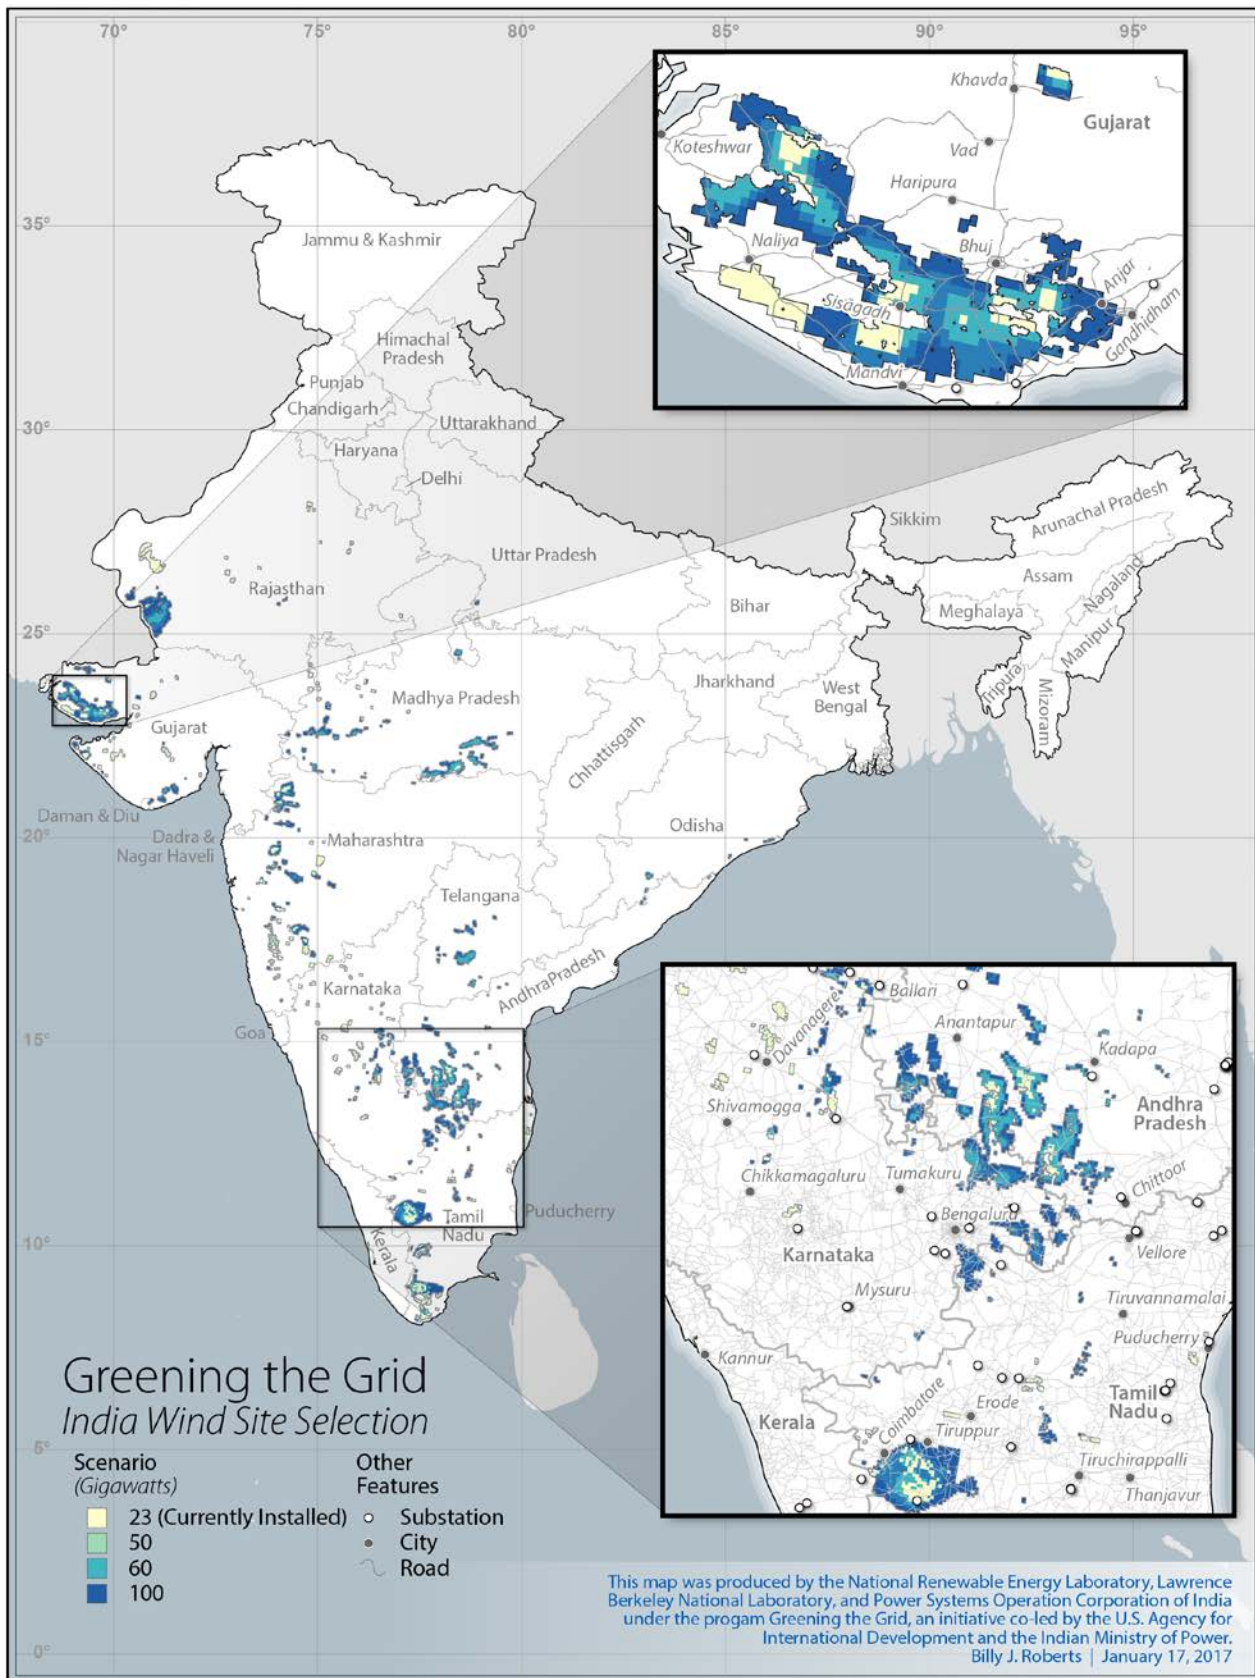 70°
75°
80°
85°
90°
95°
Khavda
Gujarat
Koteshwar
Vad
Haripura
Naliya
Bhuj
Anjar
Sisāgadh
Gandhidham
Mandvi
35°
Jammu & Kashmir
Himachal
Pradesh
Punjab
Chandigarh
Uttarakhand
30°
Haryana
Delhi
Sikkim
Arunachal Pradesh
Uttar Pradesh
Rajasthan
Assam
Nagaland
Bihar
Meghalaya
Manipur
25°
Jharkhand
West
Bengal
Tripura
Mizoram
Madhya Pradesh
Gujarat
Chhattisgarh
Daman & Diu
Dadra &
Nagar Haveli
20°
Maharashtra
Odisha
Telangana
Karnataka
AndhraPradesh
Goa
15°
Ballari
Davanagere
Anantapur
Kadapa
Shivamogga
Andhra
Pradesh
Chikkamagaluru
Tumakuru
Chittoor
Bengaluru
Karnataka
Vellore
Mysuru
Tiruvannamalai
Puducherry
Kannur
Coimbatore
Erode
Tamil
Nadu
Kerala
Tiruppur
Tiruchirappalli
Thanjavur
Puducherry
Tamil
Nadu
Kerala
10°
Greening the Grid
India Wind Site Selection
5°
Scenario
(Gigawatts)
23 (Currently Installed)
50
60
100
Other
Features
Substation
City
Road
0°
This map was produced by the National Renewable Energy Laboratory, Lawrence
Berkeley National Laboratory, and Power Systems Operation Corporation of India
under the progam Greening the Grid, an initiative co-led by the U.S. Agency for
International Development and the Indian Ministry of Power.
Billy J. Roberts | January 17, 2017